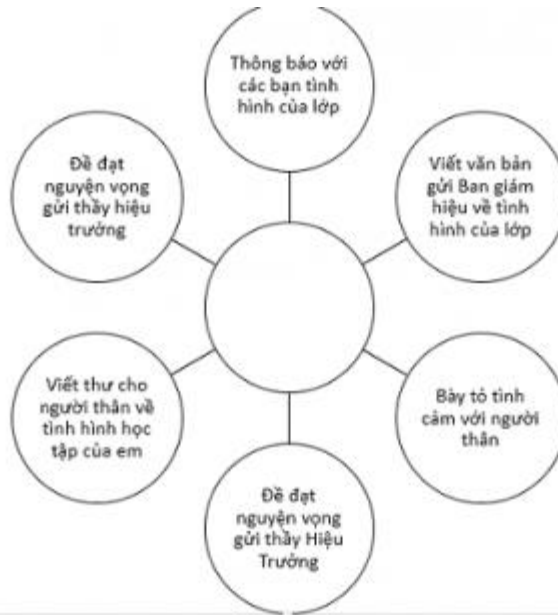 Thông báo với
các bạn tình
hình của lớp
Đề đạt
nguyện vọng
gửi thầy hiệu
trưởng
Viết văn bản
gửi Ban giám
hiệu về tình
hình của lớp
Viết thư cho
người thân về
tình hình học
tập của em
Bày tỏ tình
cảm với người
thân
Đề đạt
nguyện vọng
gửi thầy Hiệu
Trưởng